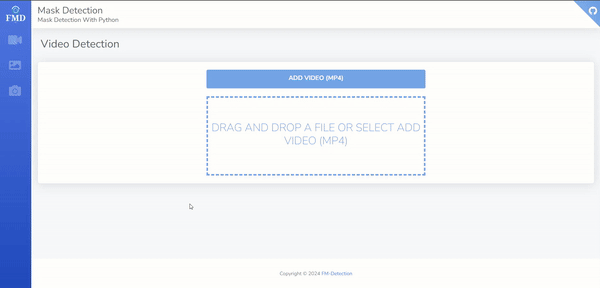 FMD
Mask Detection
Mask Detection With Python
Video Detection
ADD VIDEO (MP4)
DRAG AND DROP A FILE OR SELECT ADD
VIDEO (MP4)
Copyright © 2024 FM-Detection